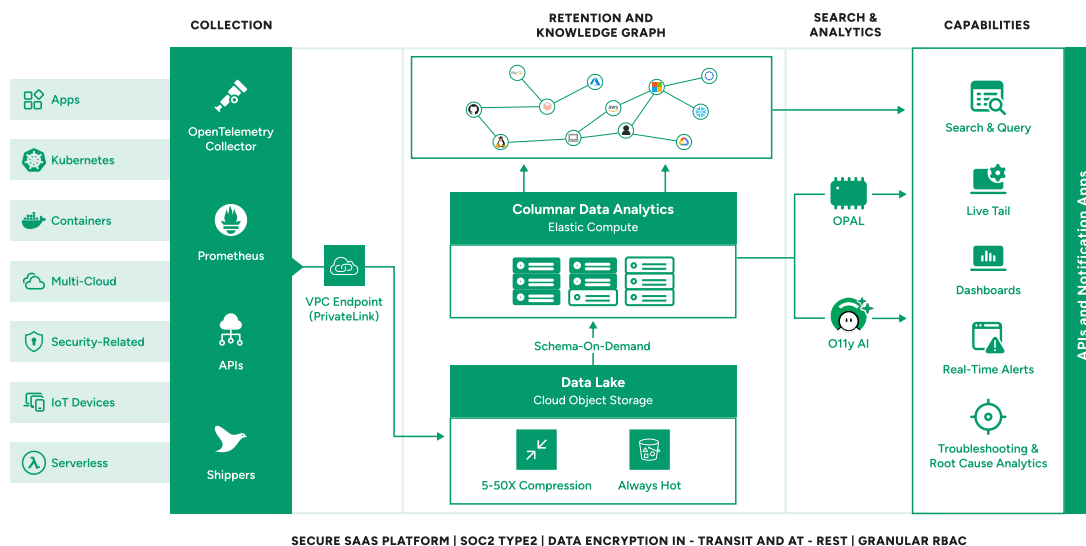 COLLECTION
RETENTION AND
KNOWLEDGE GRAPH
SEARCH &
ANALYTICS
CAPABILITIES
Apps
Kubernetes
Containers
Multi-Cloud
Security-Related
IoT Devices
Serverless
OpenTelemetry
Collector
Prometheus
APIs
Shippers
VPC Endpoint
(PrivateLink)
aws
Columnar Data Analytics
Elastic Compute
Schema-On-Demand
Data Lake
Cloud Object Storage
5-50X Compression
Always Hot
OPAL
O11y AI
Search & Query
Live Tail
Dashboards
Real-Time Alerts
Troubleshooting &
Root Cause Analytics
APIs and Notification Apps
SECURE SAAS PLATFORM | SOC2 TYPE2 | DATA ENCRYPTION IN - TRANSIT AND AT - REST | GRANULAR RBAC